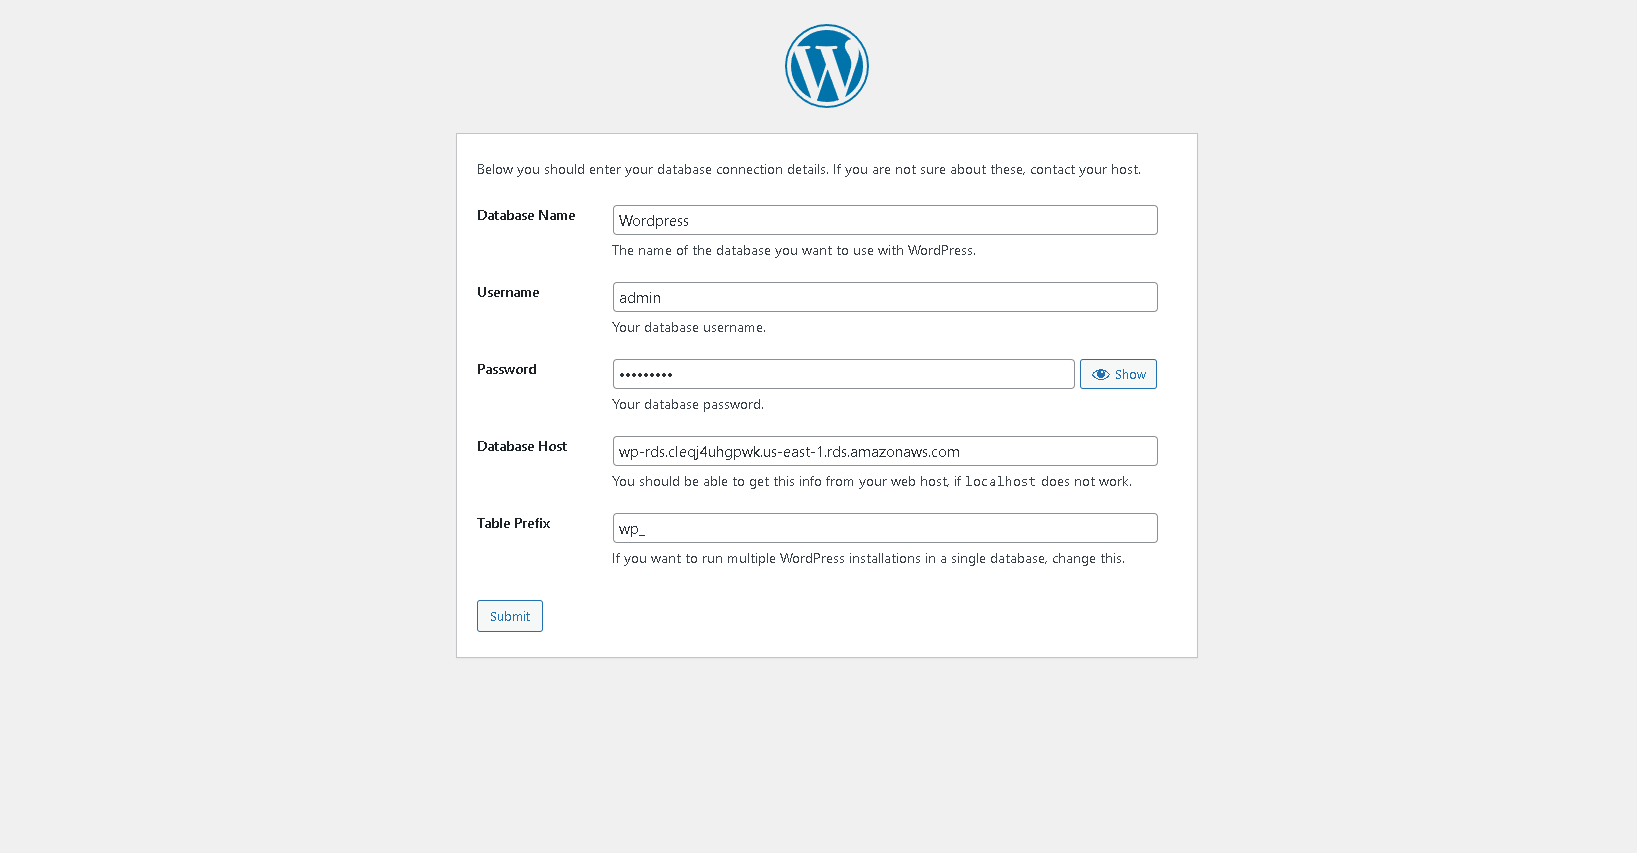 Below you should enter your database connection details. If you are not sure about these, contact your host.
Database Name
Wordpress
The name of the database you want to use with WordPress.
Username
admin
Your database username.
Password
•••••••••
Show
Your database password.
Database Host
wp-rds.cleqj4uhgpwk.us-east-1.rds.amazonaws.com
You should be able to get this info from your web host, if localhost does not work.
Table Prefix
wp_
If you want to run multiple WordPress installations in a single database, change this.
Submit